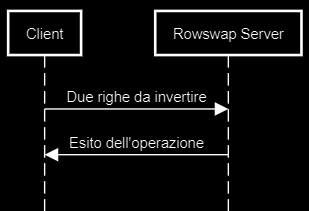 Client
Rowswap Server
Due righe da invertire
Esito dell'operazione